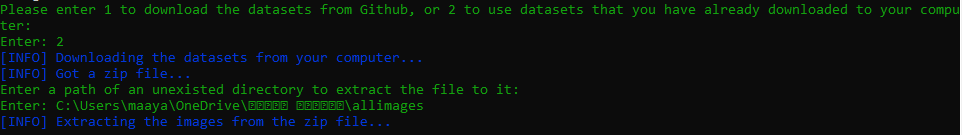 Please enter 1 to download the datasets from Github, or 2 to use datasets that you have already downloaded to your compu
ter:
Enter: 2
[INFO] Downloading the datasets from your computer...
[INFO] Got a zip file...
Enter a path of an unexisted directory to extract the file to it:
Enter: C:\Users\maaya\OneDrive\ \allimages
[INFO] Extracting the images from the zip file...